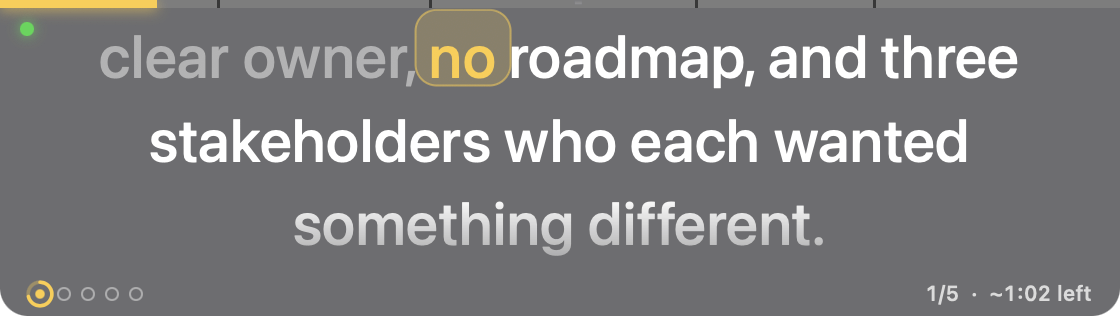 clear owner, no roadmap, and three
stakeholders who each wanted
something different.
1/5 · ~1:02 left